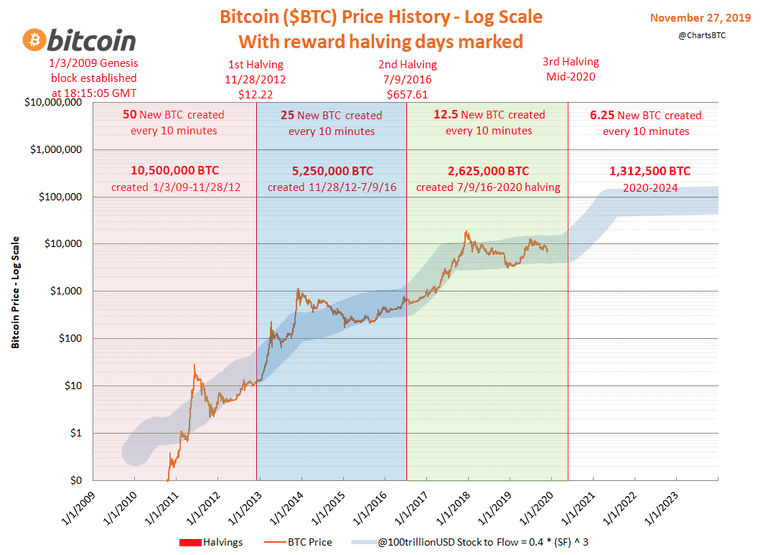 bitcoin
Bitcoin ($BTC) Price History - Log Scale
With reward halving days marked
November 27, 2019
@ChartsBTC
1/3/2009 Genesis
block established
at 18:15:05 GMT
1st Halving
11/28/2012
$12.22
2nd Halving
7/9/2016
$657.61
3rd Halving
Mid-2020
50 New BTC created
every 10 minutes
25 New BTC created
every 10 minutes
12.5 New BTC created
every 10 minutes
6.25 New BTC created
every 10 minutes
10,500,000 BTC
created 1/3/09-11/28/12
5,250,000 BTC
created 11/28/12-7/9/16
2,625,000 BTC
created 7/9/16-2020 halving
1,312,500 BTC
2020-2024
Bitcoin Price - Log Scale
$10,000,000
$1,000,000
$100,000
$10,000
$1,000
$100
$10
$1
$0
1/1/2009
1/1/2010
1/1/2011
1/1/2012
1/1/2013
1/1/2014
1/1/2015
1/1/2016
1/1/2017
1/1/2018
1/1/2019
1/1/2020
1/1/2021
1/1/2022
1/1/2023
Halvings
BTC Price
@100trillionUSD Stock to Flow = 0.4 * (SF) ^ 3